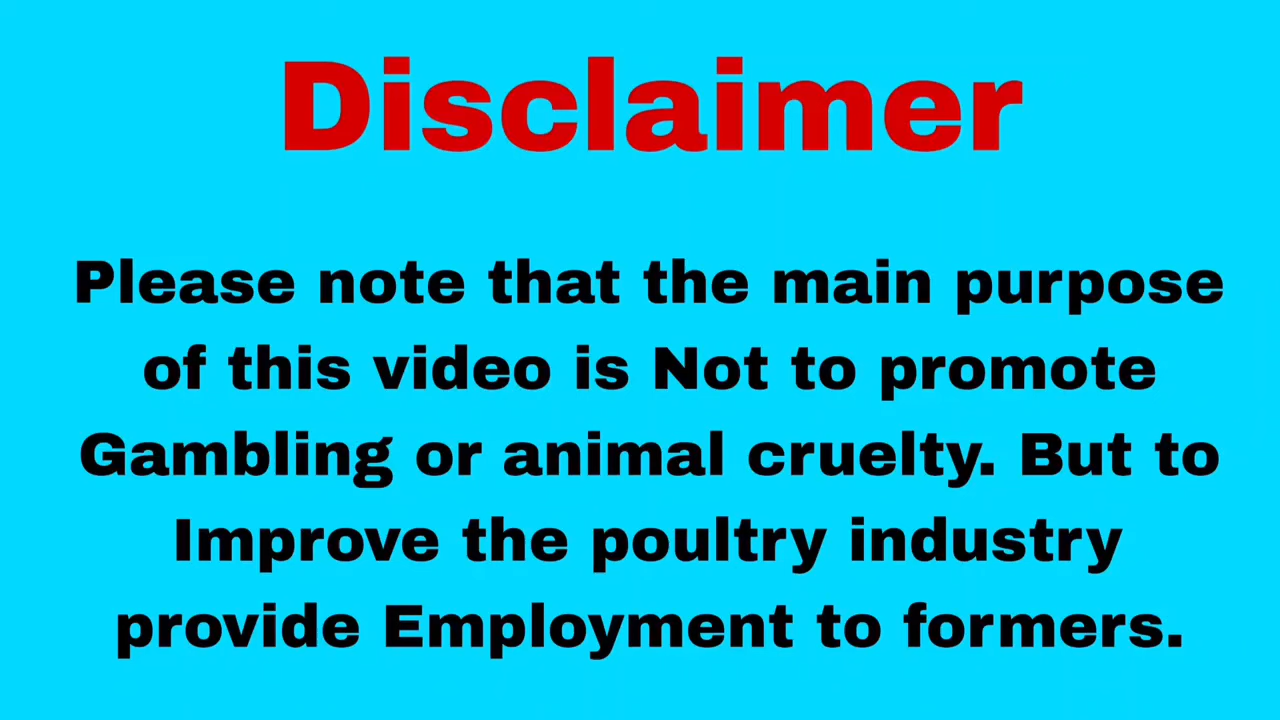 Disclaimer
Please note that the main purpose
of this video is Not to promote
Gambling or animal cruelty. But to
Improve the poultry industry
provide Employment to formers.